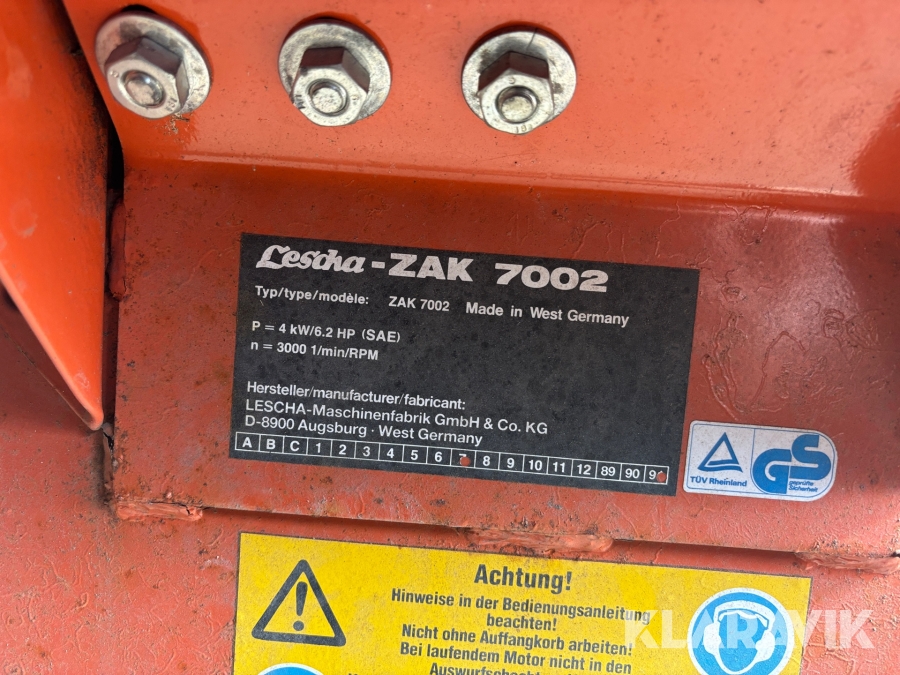 Lescha-ZAK 7002
Typ/type/modèle: ZAK 7002 Made in West Germany
P = 4 kW/6.2 HP (SAE)
n = 3000 1/min/RPM
Hersteller/manufacturer/fabricant:
LESCHA-Maschinenfabrik GmbH & Co. KG
D-8900 Augsburg · West Germany
A B C 1 2 3 4 5 6 7 8 9 10 11 12 89 90 9
TÜV Rheinland
GS
geprüfte
Sicherheit
Achtung!
Hinweise in der Bedienungsanleitung
beachten!
Nicht ohne Auffangkorb arbeiten!
Bei laufendem Motor nicht in den
KLARAVIK